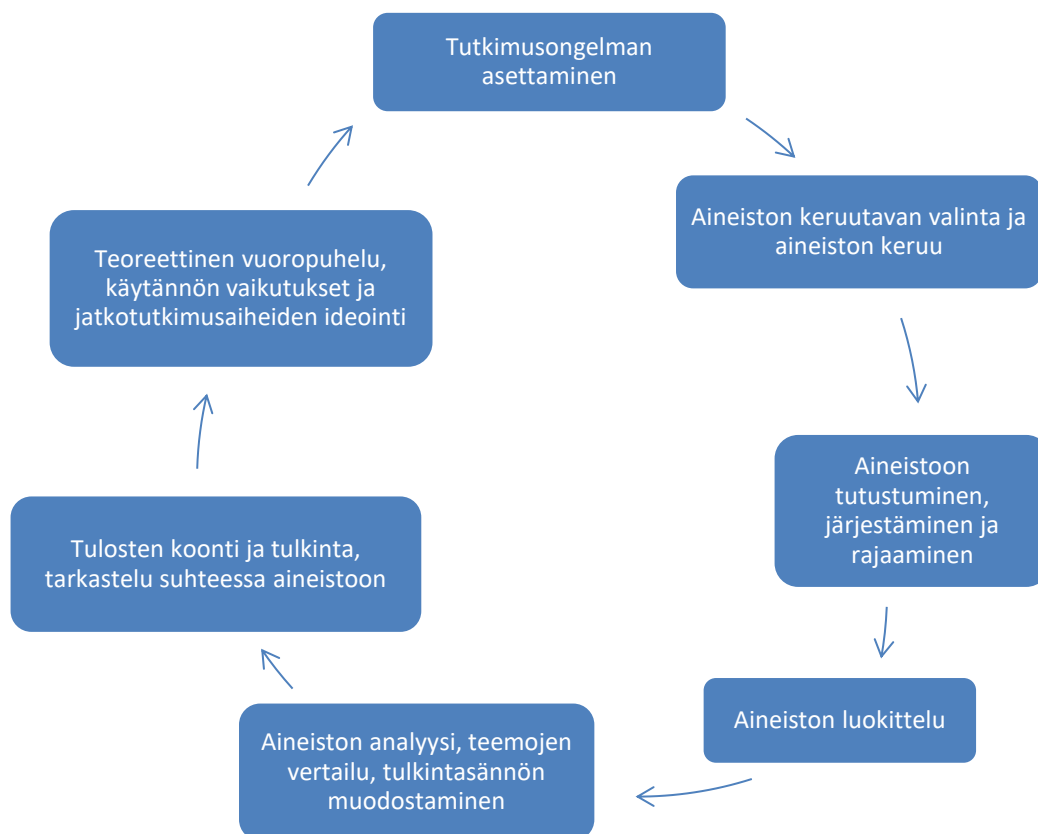 Tutkimusongelman
asettaminen
Aineiston keruutavan valinta ja
aineiston keruu
Aineistoon
tutustuminen,
järjestäminen ja
rajaaminen
Aineiston luokittelu
Aineiston analyysi, teemojen
vertailu, tulkintasännön
muodostaminen
Tulosten koonti ja tulkinta,
tarkastelu suhteessa aineistoon
Teoreettinen vuoropuhelu,
käytännön vaikutukset ja
jatkotutkimusaiheiden ideointi